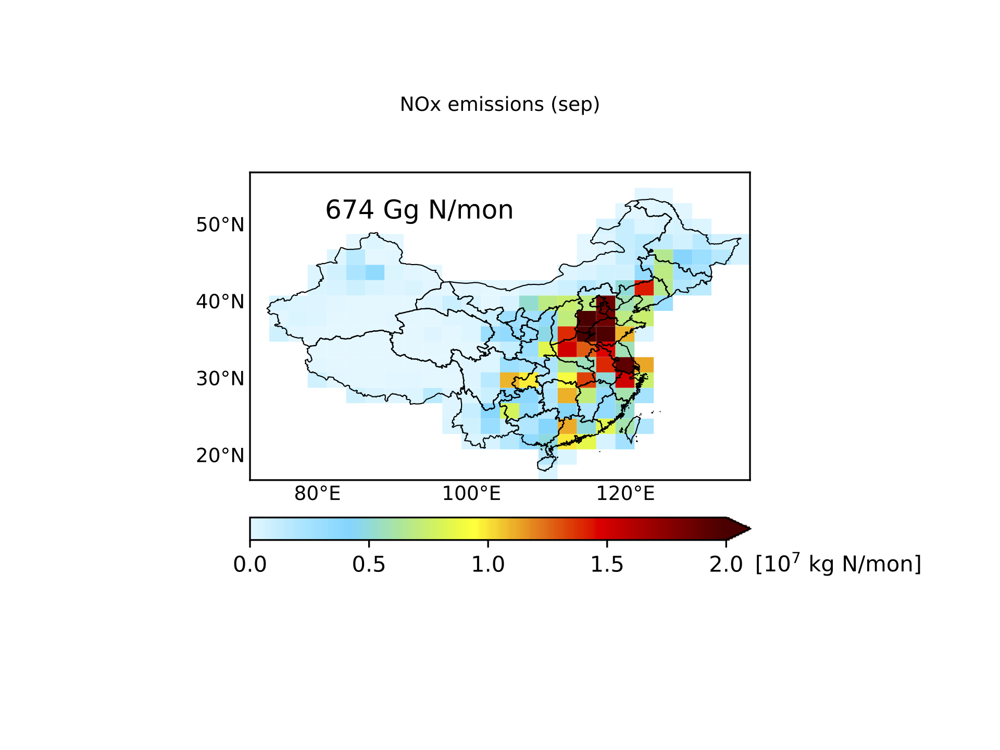 NOx emissions (sep)
674 Gg N/mon
50°N
40°N
30°N
20°N
80°E 100°E 120°E
0.0 0.5 1.0 1.5 2.0 [10⁷ kg N/mon]